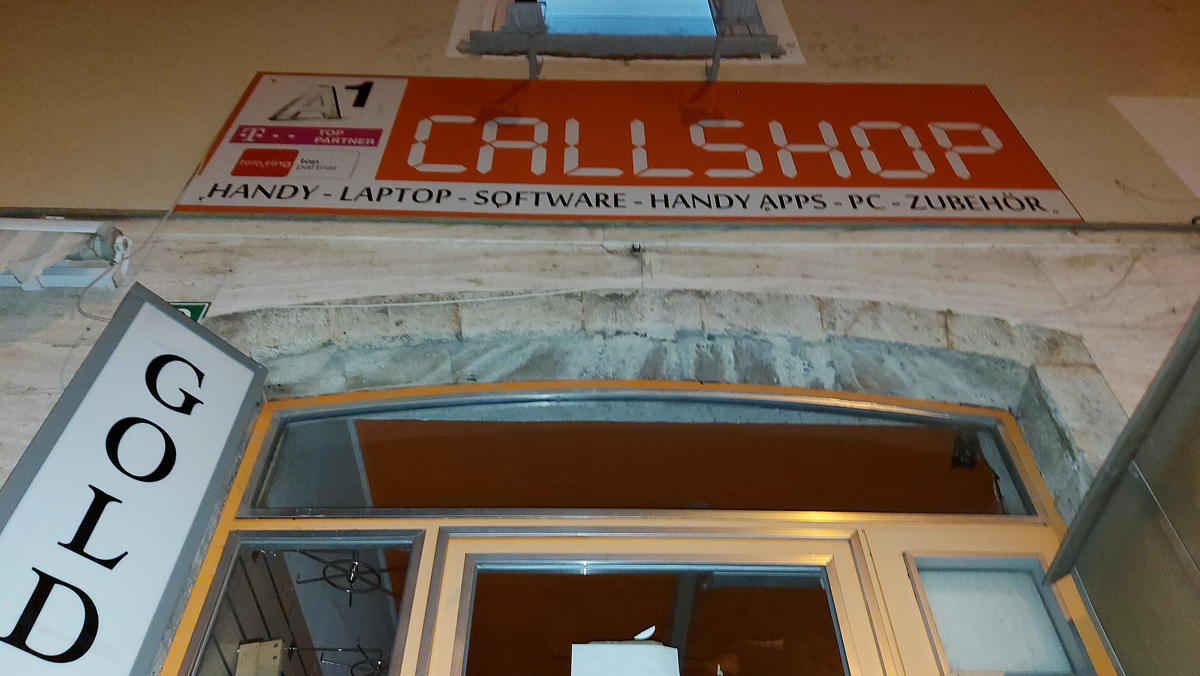 A1
T TOP
PARTNER
tele.ring top
partner
CALLSHOP
HANDY - LAPTOP - SOFTWARE - HANDY APPS - PC - ZUBEHÖR
GOLD